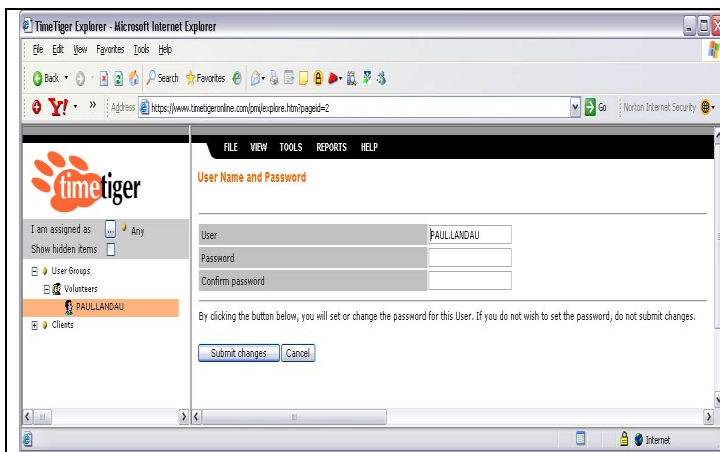 TimeTiger Explorer - Microsoft Internet Explorer
File Edit View Favorites Tools Help
Back Search Favorites
Y! » Address https://www.timetigeronline.com/pmi/explore.htm?pageid=2 Go Norton Internet Security
timetiger
FILE VIEW TOOLS REPORTS HELP
User Name and Password
I am assigned as ... Any
Show hidden items
User Groups
Volunteers
PAUL.LANDAU
Clients
User PAUL.LANDAU
Password
Confirm password
By clicking the button below, you will set or change the password for this User. If you do not wish to set the password, do not submit changes.
Submit changes Cancel
Internet